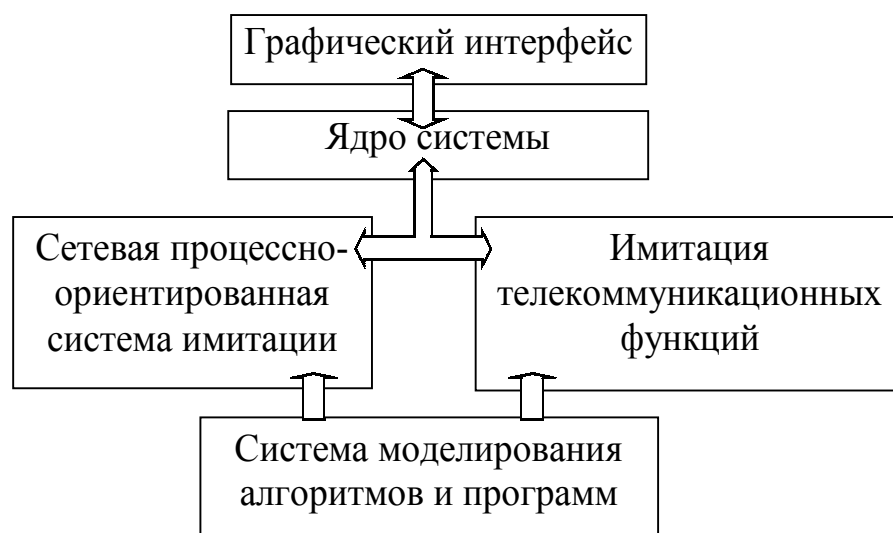 Графический интерфейс
Ядро системы
Сетевая процессно-
ориентированная
система имитации
Имитация
телекоммуникационных
функций
Система моделирования
алгоритмов и программ